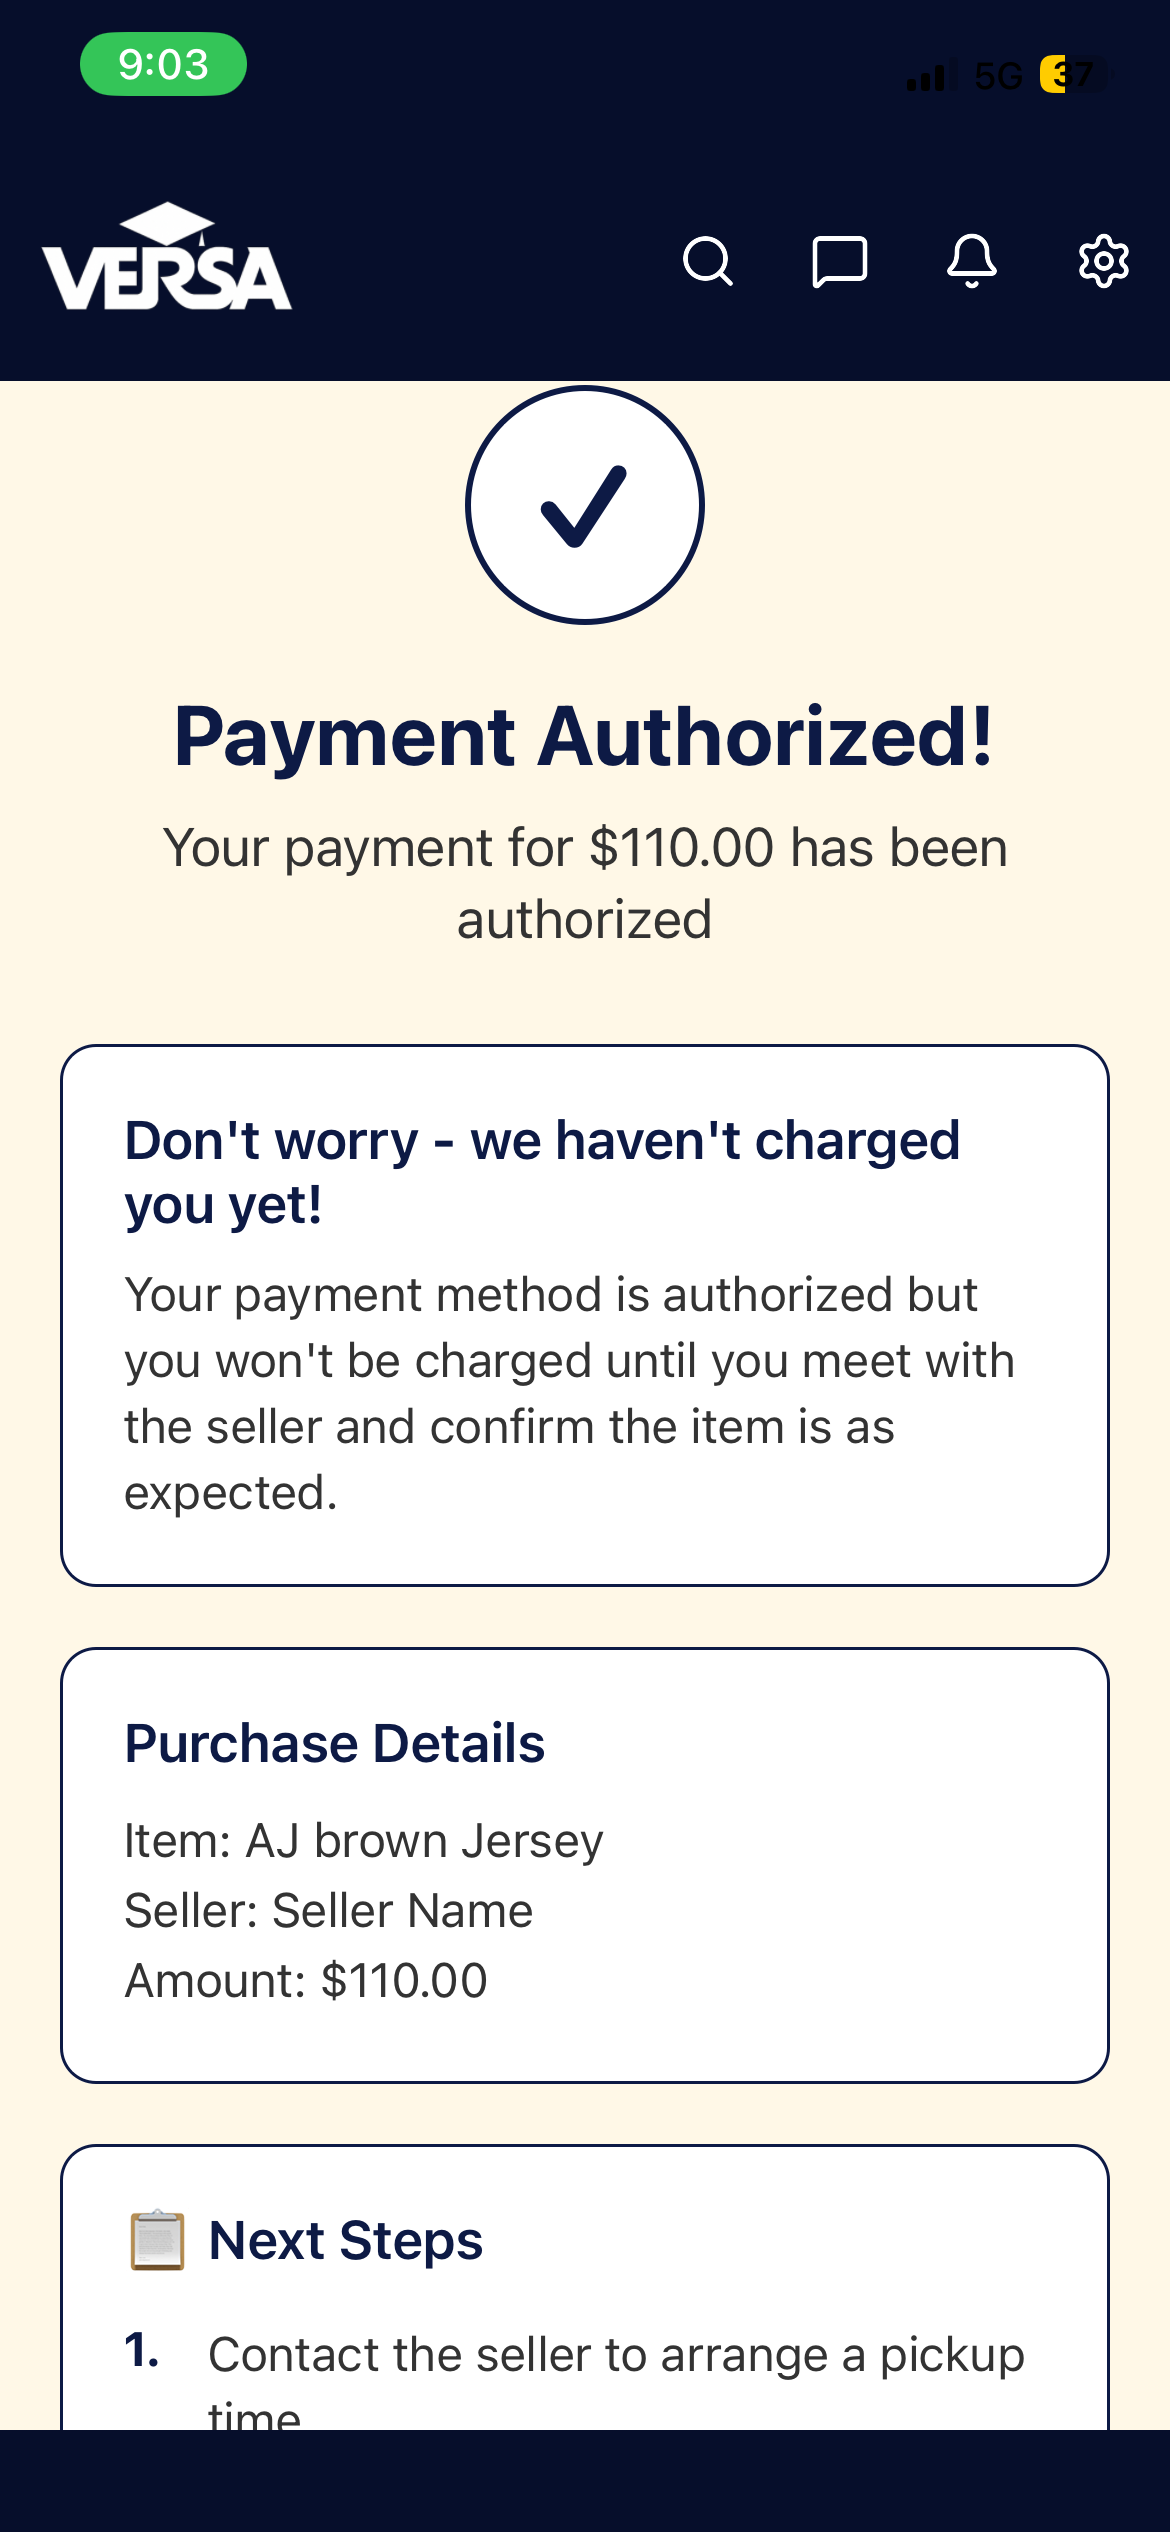 9:03
5G 37
VERSA
Payment Authorized!
Your payment for $110.00 has been
authorized
Don't worry - we haven't charged
you yet!
Your payment method is authorized but
you won't be charged until you meet with
the seller and confirm the item is as
expected.
Purchase Details
Item: AJ brown Jersey
Seller: Seller Name
Amount: $110.00
Next Steps
1. Contact the seller to arrange a pickup
time